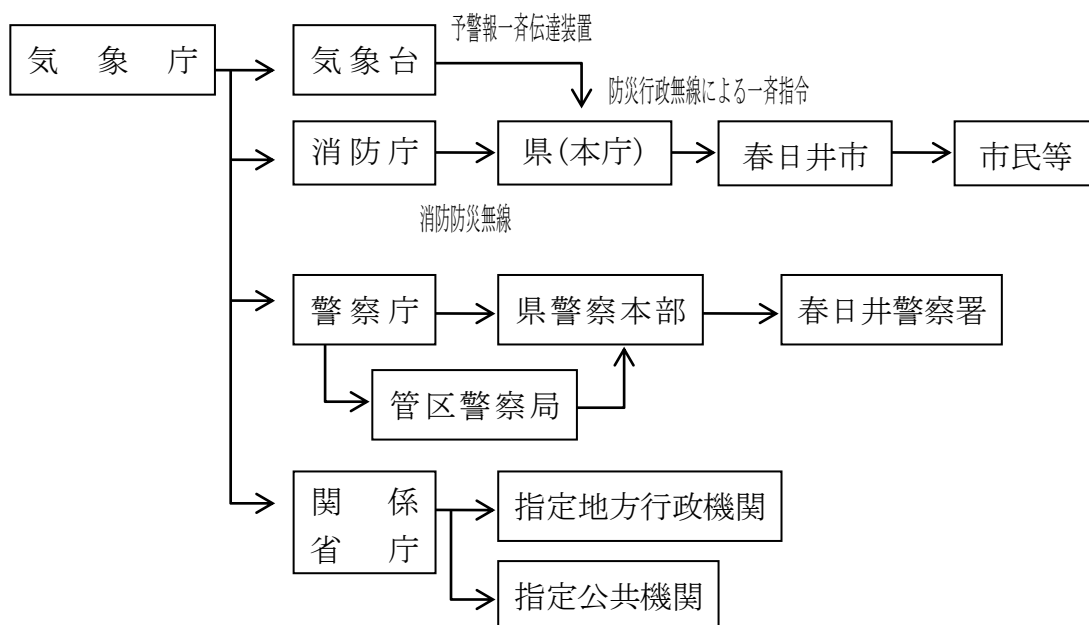 予警報一斉伝達装置
気象庁
気象台
防災行政無線による一斉指令
消防庁
県(本庁)
春日井市
市民等
消防防災無線
警察庁
県警察本部
春日井警察署
管区警察局
関係
省庁
指定地方行政機関
指定公共機関